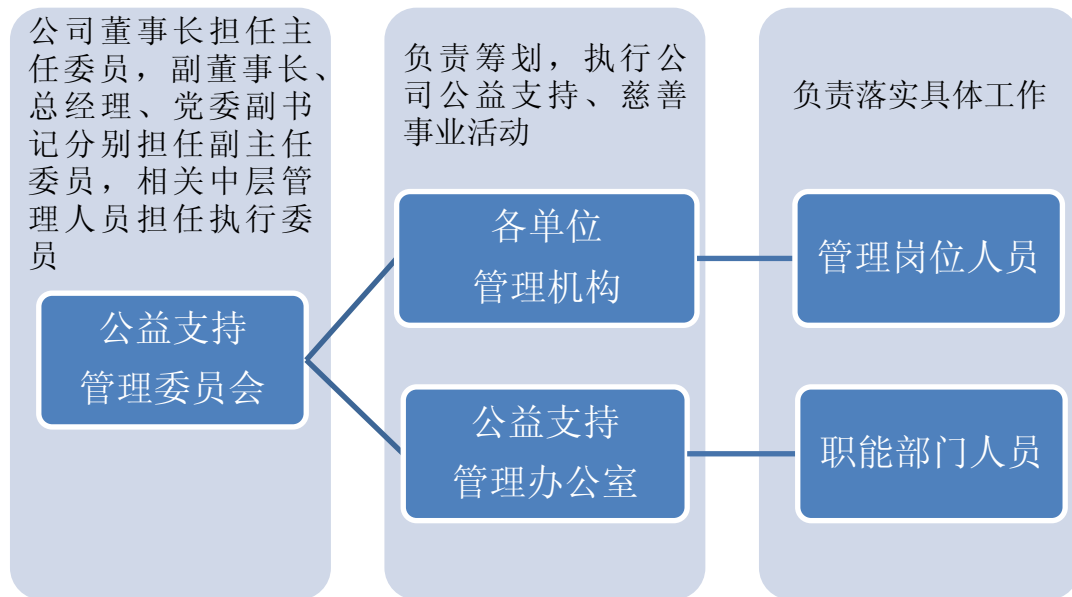 公司董事长担任主
任委员，副董事长、
总经理、党委副书
记分别担任副主任
委员，相关中层管
理人员担任执行委
员
公益支持
管理委员会
负责筹划，执行公
司公益支持、慈善
事业活动
各单位
管理机构
公益支持
管理办公室
负责落实具体工作
管理岗位人员
职能部门人员